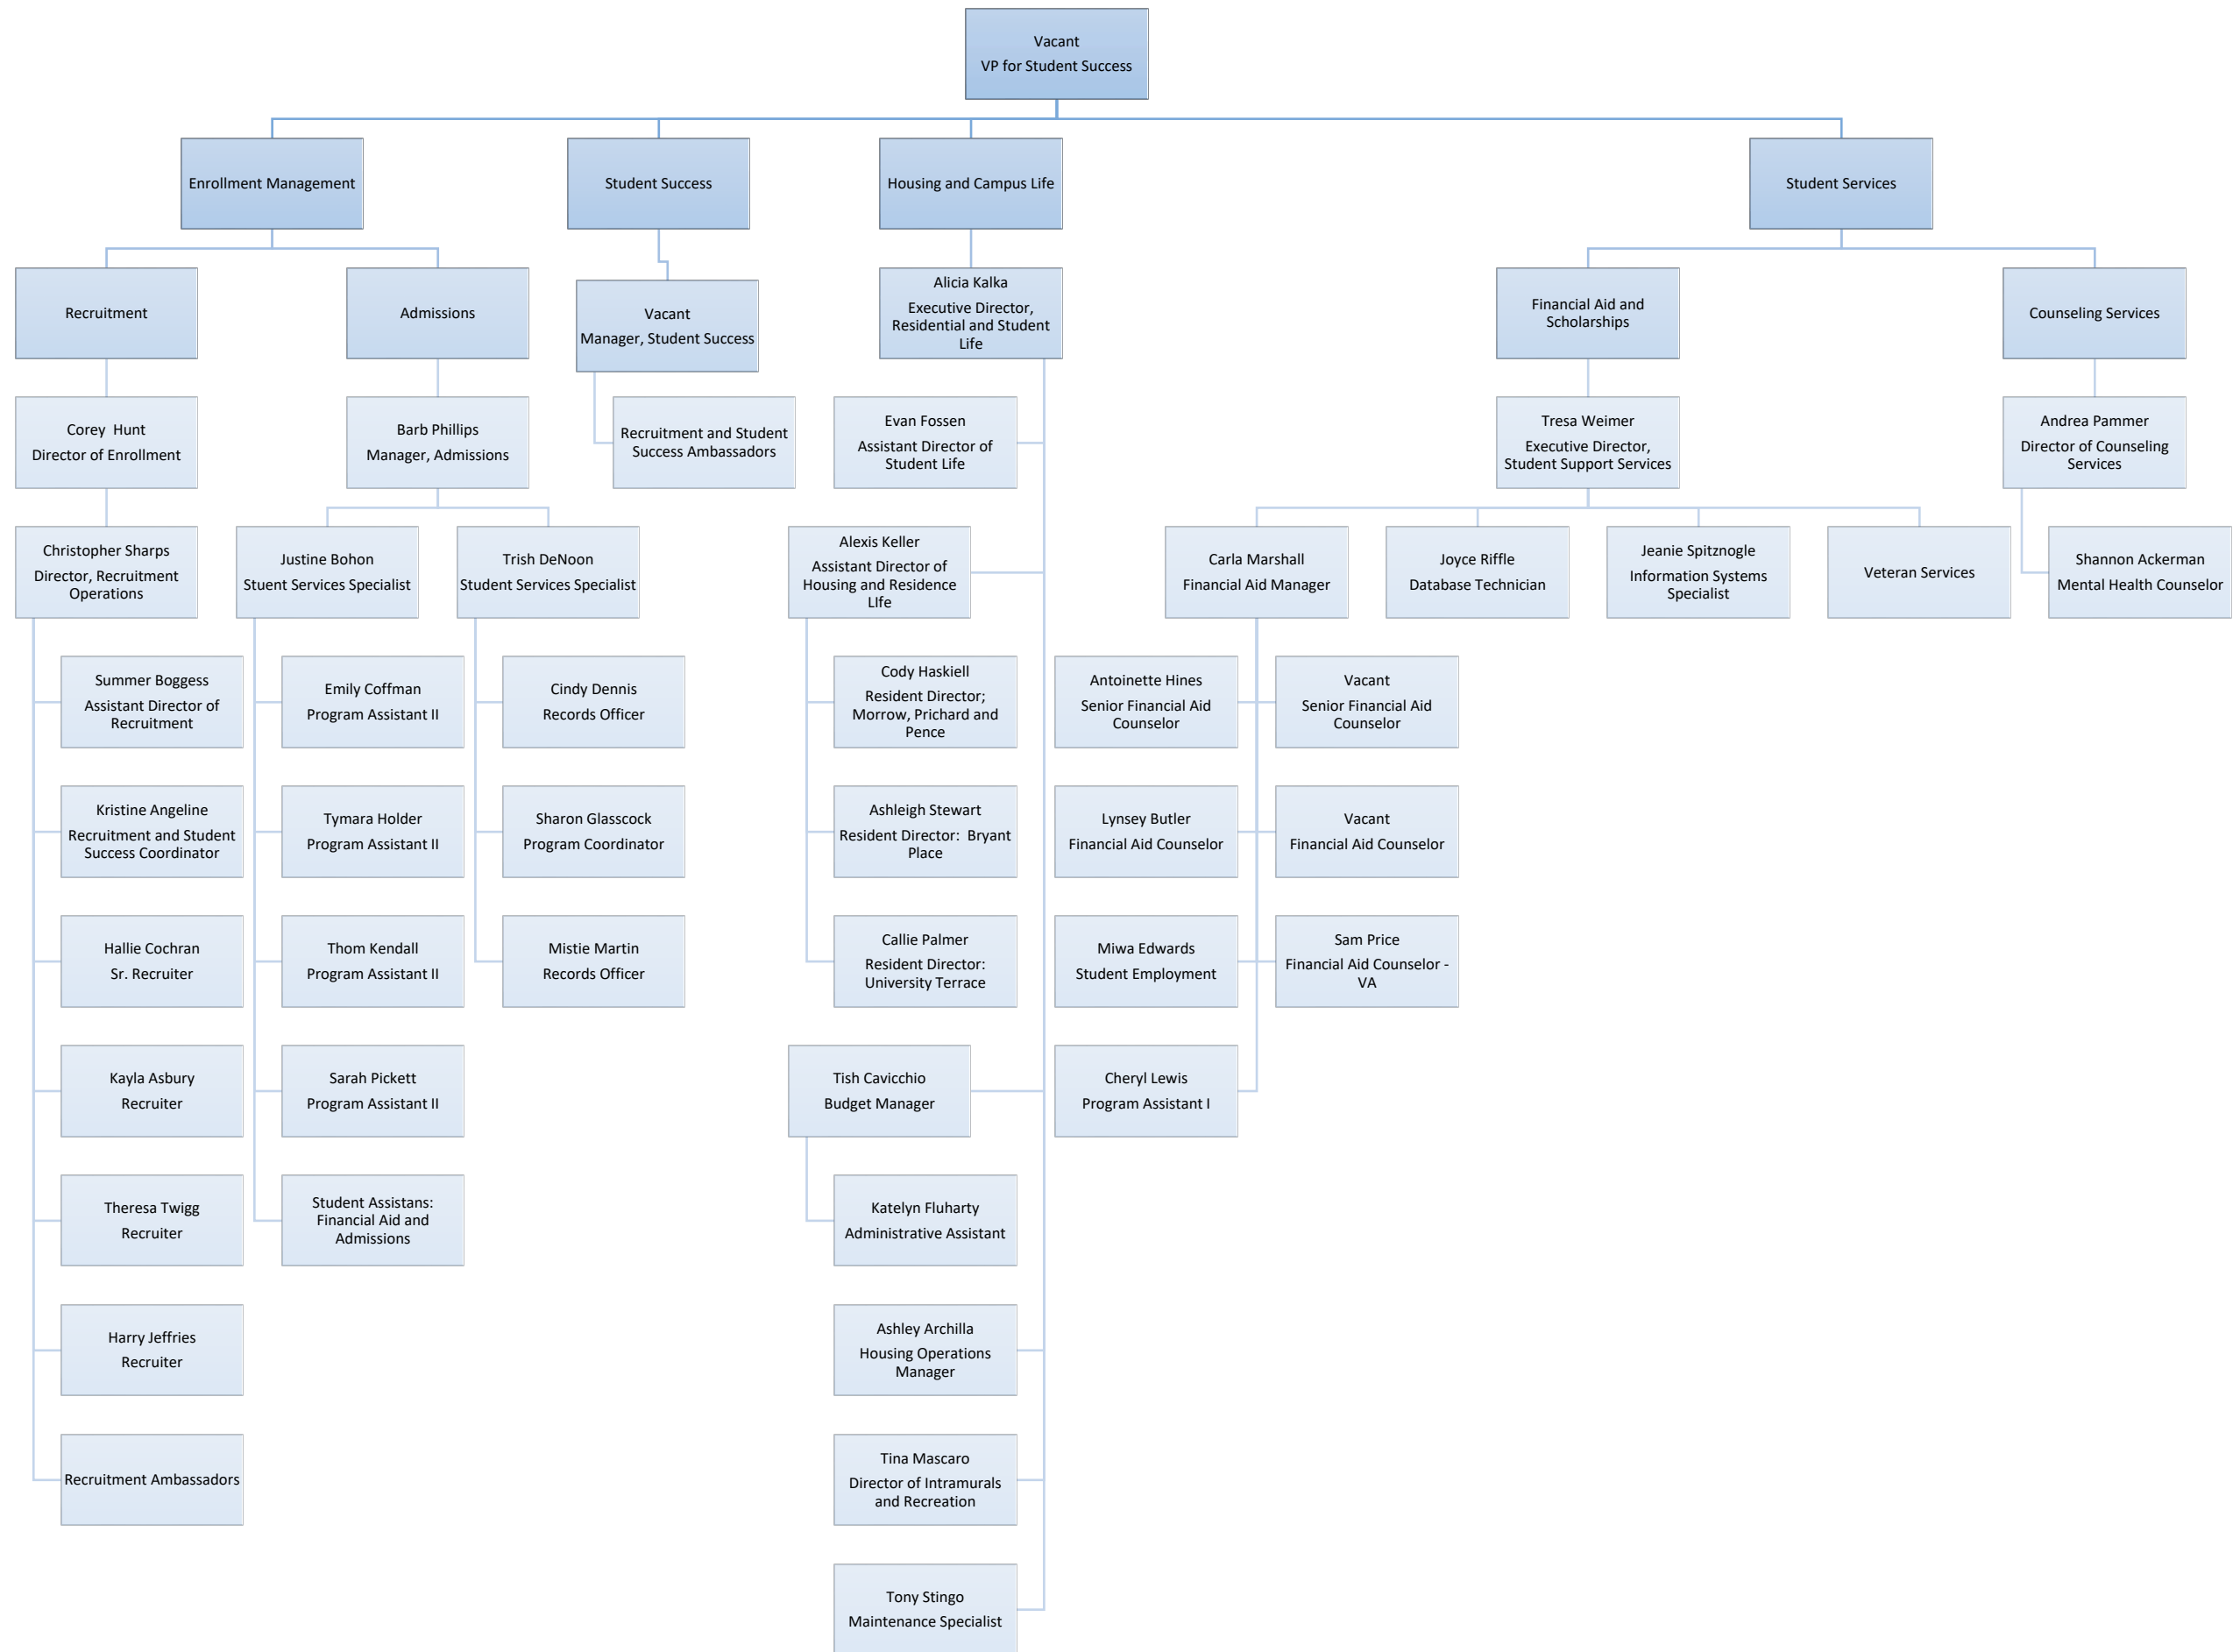 Vacant
VP for Student Success
Enrollment Management
Student Success
Housing and Campus Life
Student Services
Recruitment
Admissions
Vacant
Manager, Student Success
Alicia Kalka
Executive Director,
Residential and Student
Life
Financial Aid and
Scholarships
Counseling Services
Corey  Hunt
Director of Enrollment
Barb Phillips
Manager, Admissions
Recruitment and Student
Success Ambassadors
Evan Fossen
Assistant Director of
Student Life
Tresa Weimer
Executive Director,
Student Support Services
Andrea Pammer
Director of Counseling
Services
Christopher Sharps
Director, Recruitment
Operations
Justine Bohon
Stuent Services Specialist
Trish DeNoon
Student Services Specialist
Alexis Keller
Assistant Director of
Housing and Residence
LIfe
Carla Marshall
Financial Aid Manager
Joyce Riffle
Database Technician
Jeanie Spitznogle
Information Systems
Specialist
Veteran Services
Shannon Ackerman
Mental Health Counselor
Summer Boggess
Assistant Director of
Recruitment
Emily Coffman
Program Assistant II
Cindy Dennis
Records Officer
Cody Haskiell
Resident Director;
Morrow, Prichard and
Pence
Antoinette Hines
Senior Financial Aid
Counselor
Vacant
Senior Financial Aid
Counselor
Kristine Angeline
Recruitment and Student
Success Coordinator
Tymara Holder
Program Assistant II
Sharon Glasscock
Program Coordinator
Ashleigh Stewart
Resident Director:  Bryant
Place
Lynsey Butler
Financial Aid Counselor
Vacant
Financial Aid Counselor
Hallie Cochran
Sr. Recruiter
Thom Kendall
Program Assistant II
Mistie Martin
Records Officer
Callie Palmer
Resident Director:
University Terrace
Miwa Edwards
Student Employment
Sam Price
Financial Aid Counselor -
VA
Kayla Asbury
Recruiter
Sarah Pickett
Program Assistant II
Tish Cavicchio
Budget Manager
Cheryl Lewis
Program Assistant I
Theresa Twigg
Recruiter
Student Assistans:
Financial Aid and
Admissions
Katelyn Fluharty
Administrative Assistant
Harry Jeffries
Recruiter
Ashley Archilla
Housing Operations
Manager
Recruitment Ambassadors
Tina Mascaro
Director of Intramurals
and Recreation
Tony Stingo
Maintenance Specialist